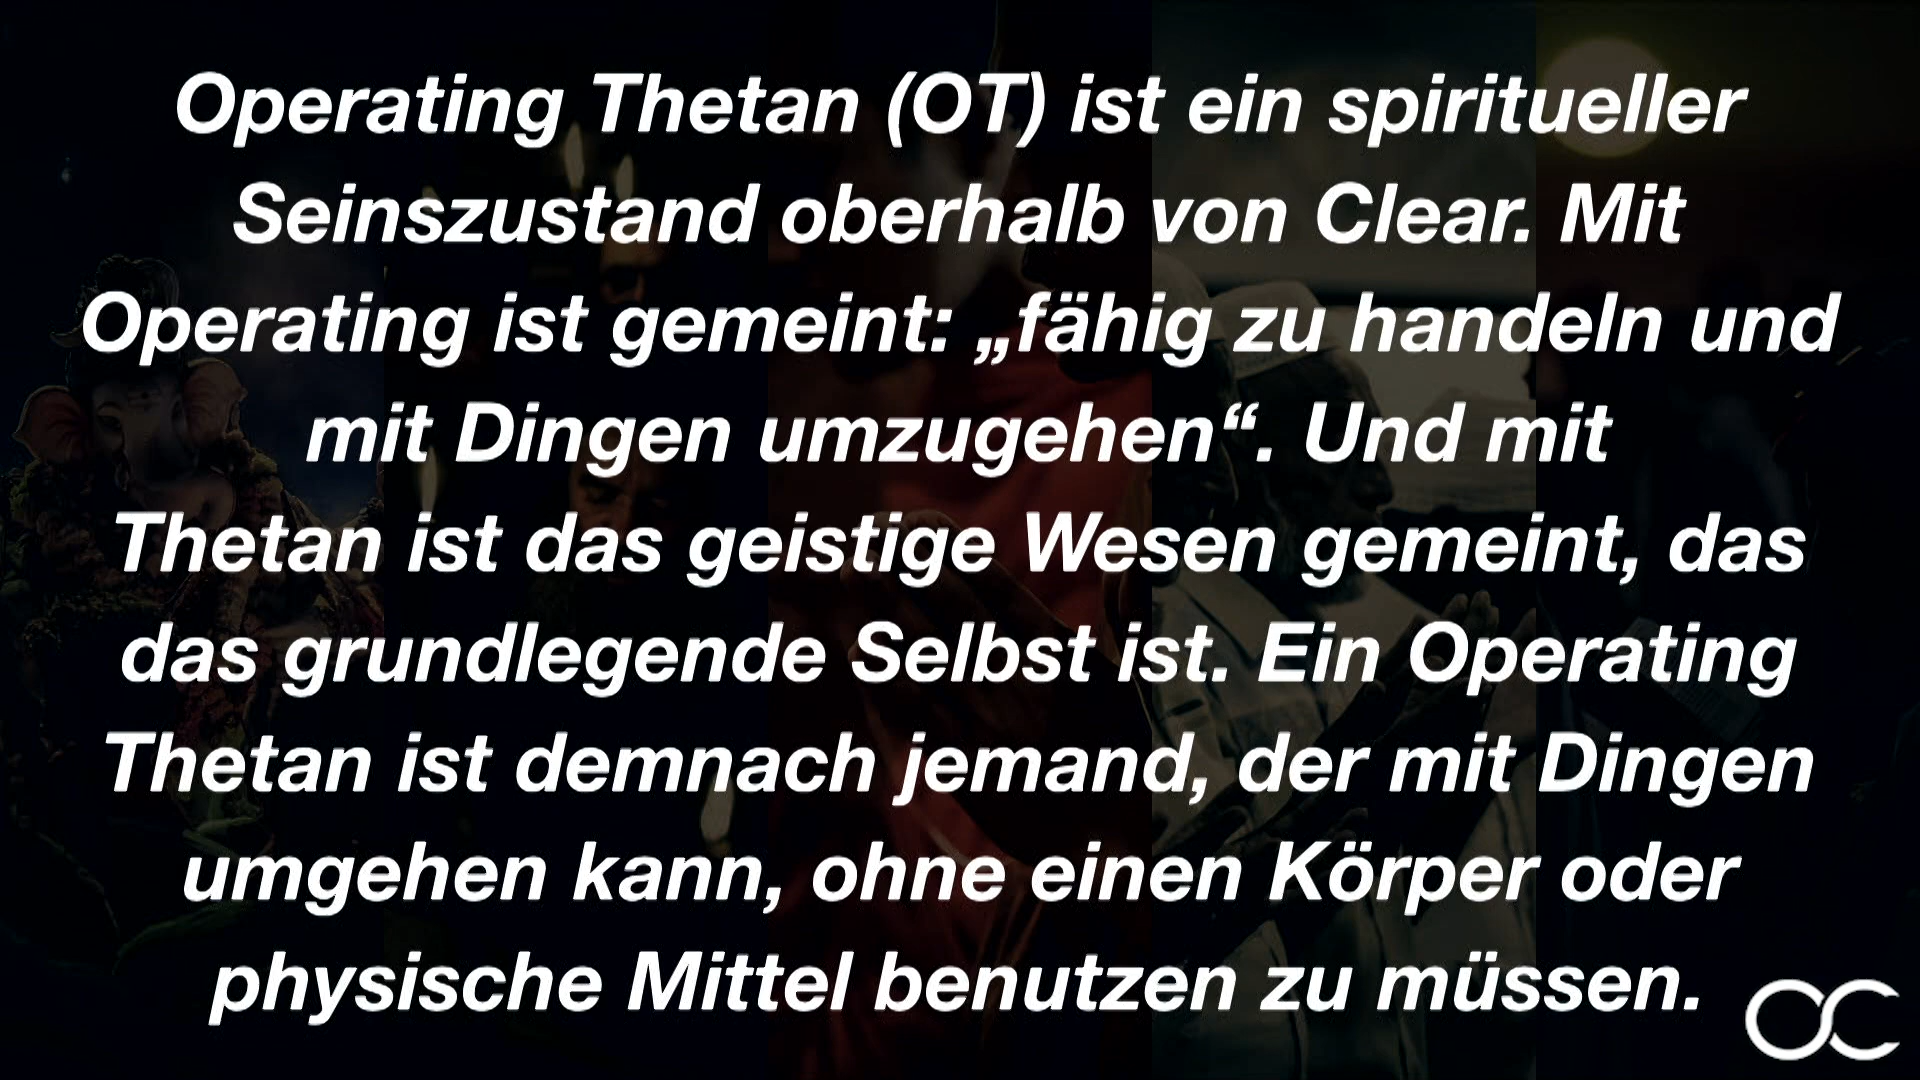 Operating Thetan (OT) ist ein spiritueller
Seinszustand oberhalb von Clear. Mit
Operating ist gemeint: „fähig zu handeln und
mit Dingen umzugehen“. Und mit
Thetan ist das geistige Wesen gemeint, das
das grundlegende Selbst ist. Ein Operating
Thetan ist demnach jemand, der mit Dingen
umgehen kann, ohne einen Körper oder
physische Mittel benutzen zu müssen.
OC